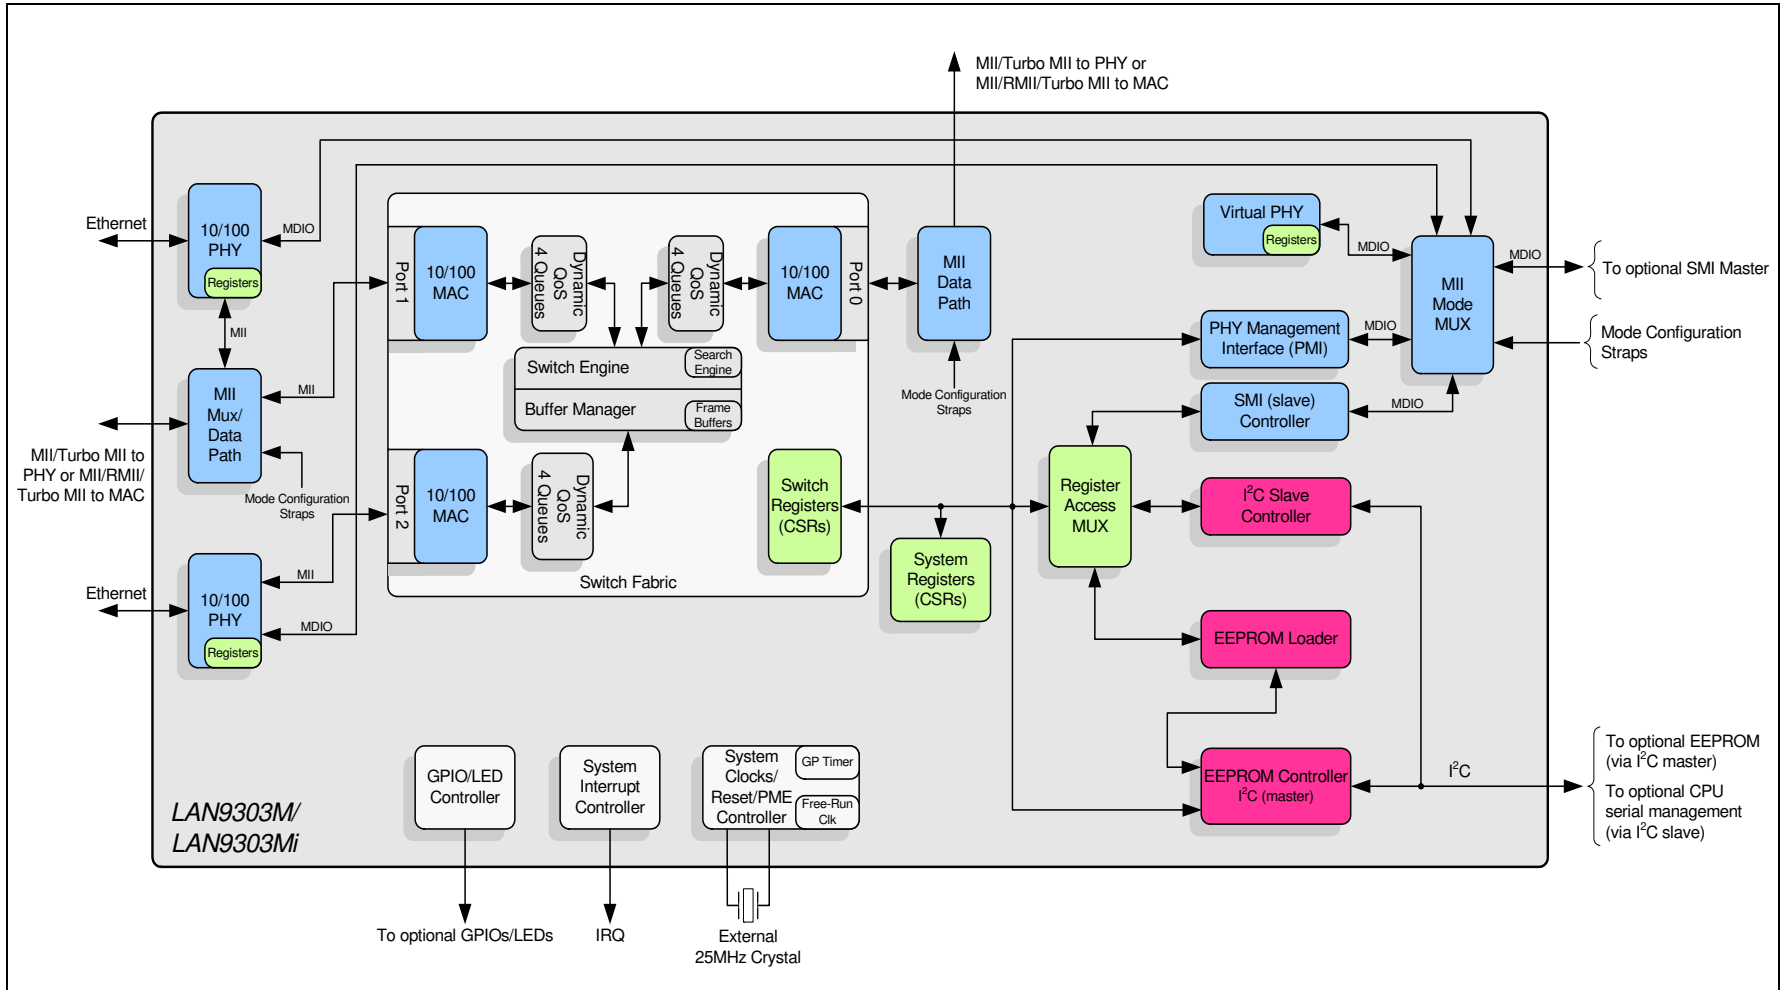 MII/Turbo MII to PHY or
MII/RMII/Turbo MII to MAC
Ethernet
10/100
PHY
Registers
MDIO
MII
MII
Mux/
Data
Path
MII
MII/Turbo MII to
PHY or MII/RMII/
Turbo MII to MAC
Mode Configuration
Straps
Ethernet
10/100
PHY
Registers
MII
MDIO
Port 1
10/100
MAC
Dynamic
QoS
4 Queues
Dynamic
QoS
4 Queues
10/100
MAC
Port 0
Switch Engine
Search
Engine
Buffer Manager
Frame
Buffers
Port 2
10/100
MAC
Dynamic
QoS
4 Queues
Switch
Registers
(CSRs)
Switch Fabric
MII
Data
Path
Mode Configuration
Straps
System
Registers
(CSRs)
Virtual PHY
Registers
MDIO
MII
Mode
MUX
MDIO
To optional SMI Master
Mode Configuration
Straps
PHY Management
Interface (PMI)
MDIO
SMI (slave)
Controller
MDIO
Register
Access
MUX
I²C Slave
Controller
EEPROM Loader
EEPROM Controller
I²C (master)
I²C
To optional EEPROM
(via I²C master)
To optional CPU
serial management
(via I²C slave)
GPIO/LED
Controller
System
Interrupt
Controller
System
Clocks/
Reset/PME
Controller
GP Timer
Free-Run
Clk
LAN9303M/
LAN9303Mi
To optional GPIOs/LEDs
IRQ
External
25MHz Crystal